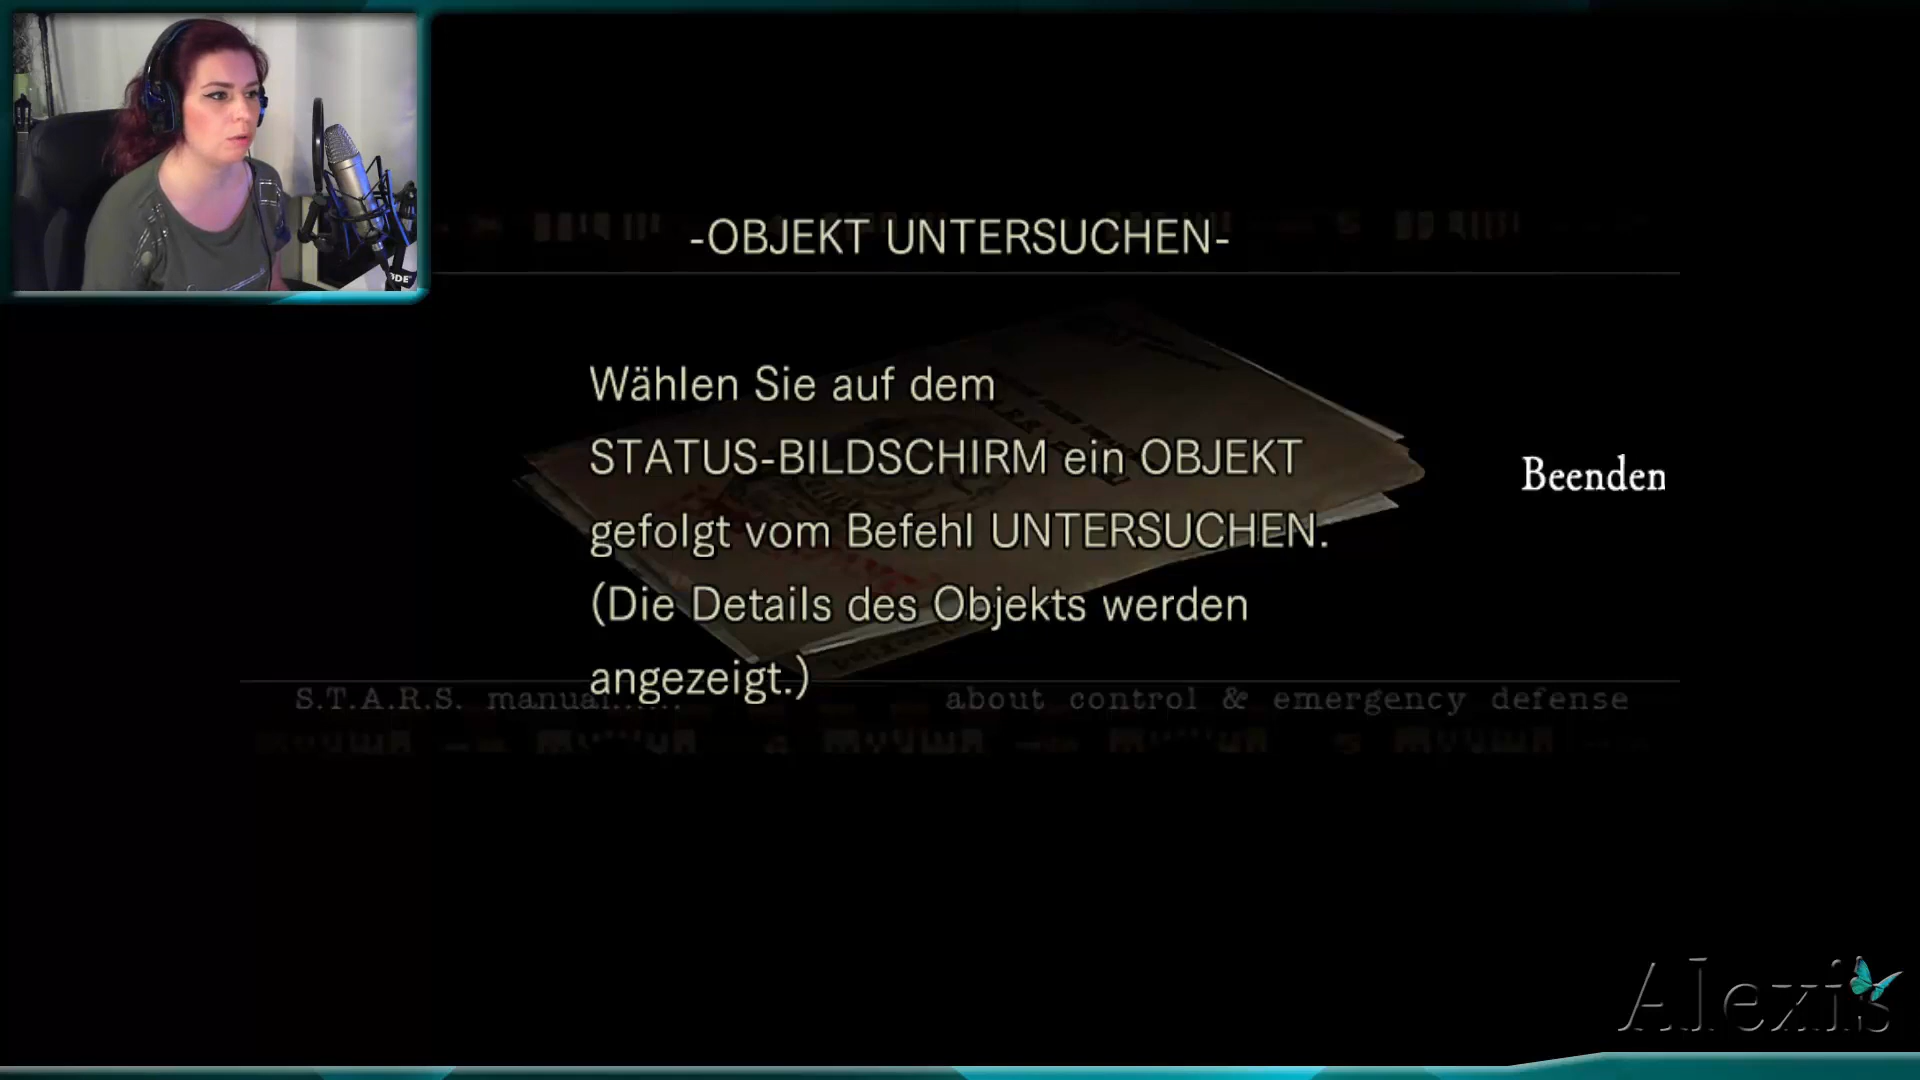 -OBJEKT UNTERSUCHEN-
Wählen Sie auf dem
STATUS-BILDSCHIRM ein OBJEKT
gefolgt vom Befehl UNTERSUCHEN.
(Die Details des Objekts werden
angezeigt.)
Beenden
S.T.A.R.S. manual...... about control & emergency defense
Alexis